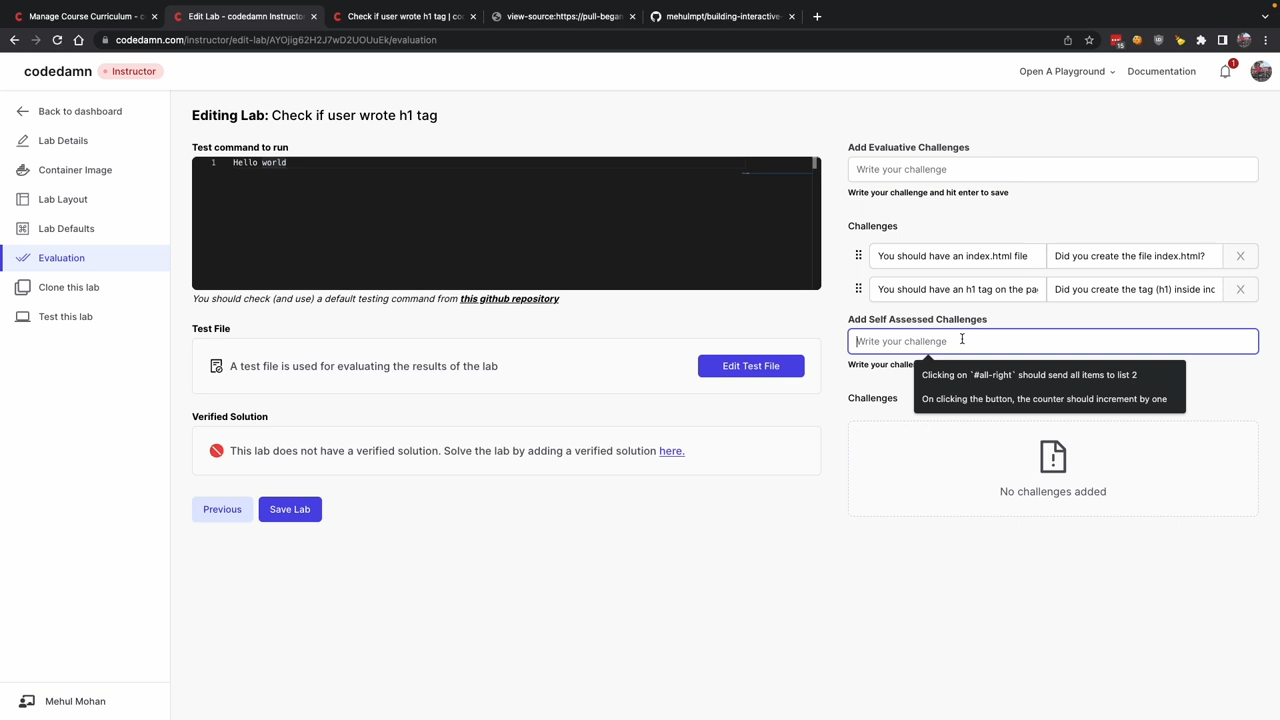 Manage Course Curriculum - c
Edit Lab - codedamn Instructor
Check if user wrote h1 tag | co
view-source:https://pull-began
mehulmpt/building-interactive-
codedamn.com/instructor/edit-lab/AYOjig62H2J7wD2UOUuEk/evaluation
15
codedamn
Instructor
Open A Playground
Documentation
1
Back to dashboard
Lab Details
Container Image
Lab Layout
Lab Defaults
Evaluation
Clone this lab
Test this lab
Mehul Mohan
Editing Lab: Check if user wrote h1 tag
Test command to run
1 Hello world
You should check (and use) a default testing command from this github repository
Test File
A test file is used for evaluating the results of the lab
Edit Test File
Verified Solution
This lab does not have a verified solution. Solve the lab by adding a verified solution here.
Previous
Save Lab
Add Evaluative Challenges
Write your challenge
Write your challenge and hit enter to save
Challenges
You should have an index.html file
Did you create the file index.html?
X
You should have an h1 tag on the pa
Did you create the tag (h1) inside inc
X
Add Self Assessed Challenges
Write your challenge
Write your challe
Clicking on `#all-right` should send all items to list 2
On clicking the button, the counter should increment by one
Challenges
No challenges added